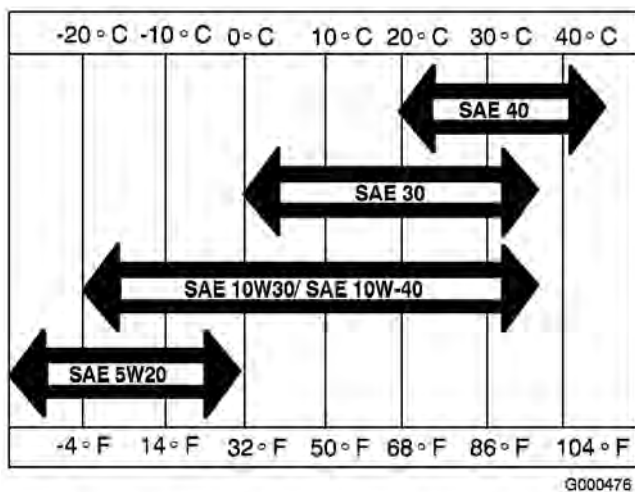 -20∘C -10∘C 0∘C 10∘C 20∘C 30∘C 40∘C
SAE 40
SAE 30
SAE 10W30/ SAE 10W-40
SAE 5W20
-4∘F 14∘F 32∘F 50∘F 68∘F 86∘F 104∘F
G000476